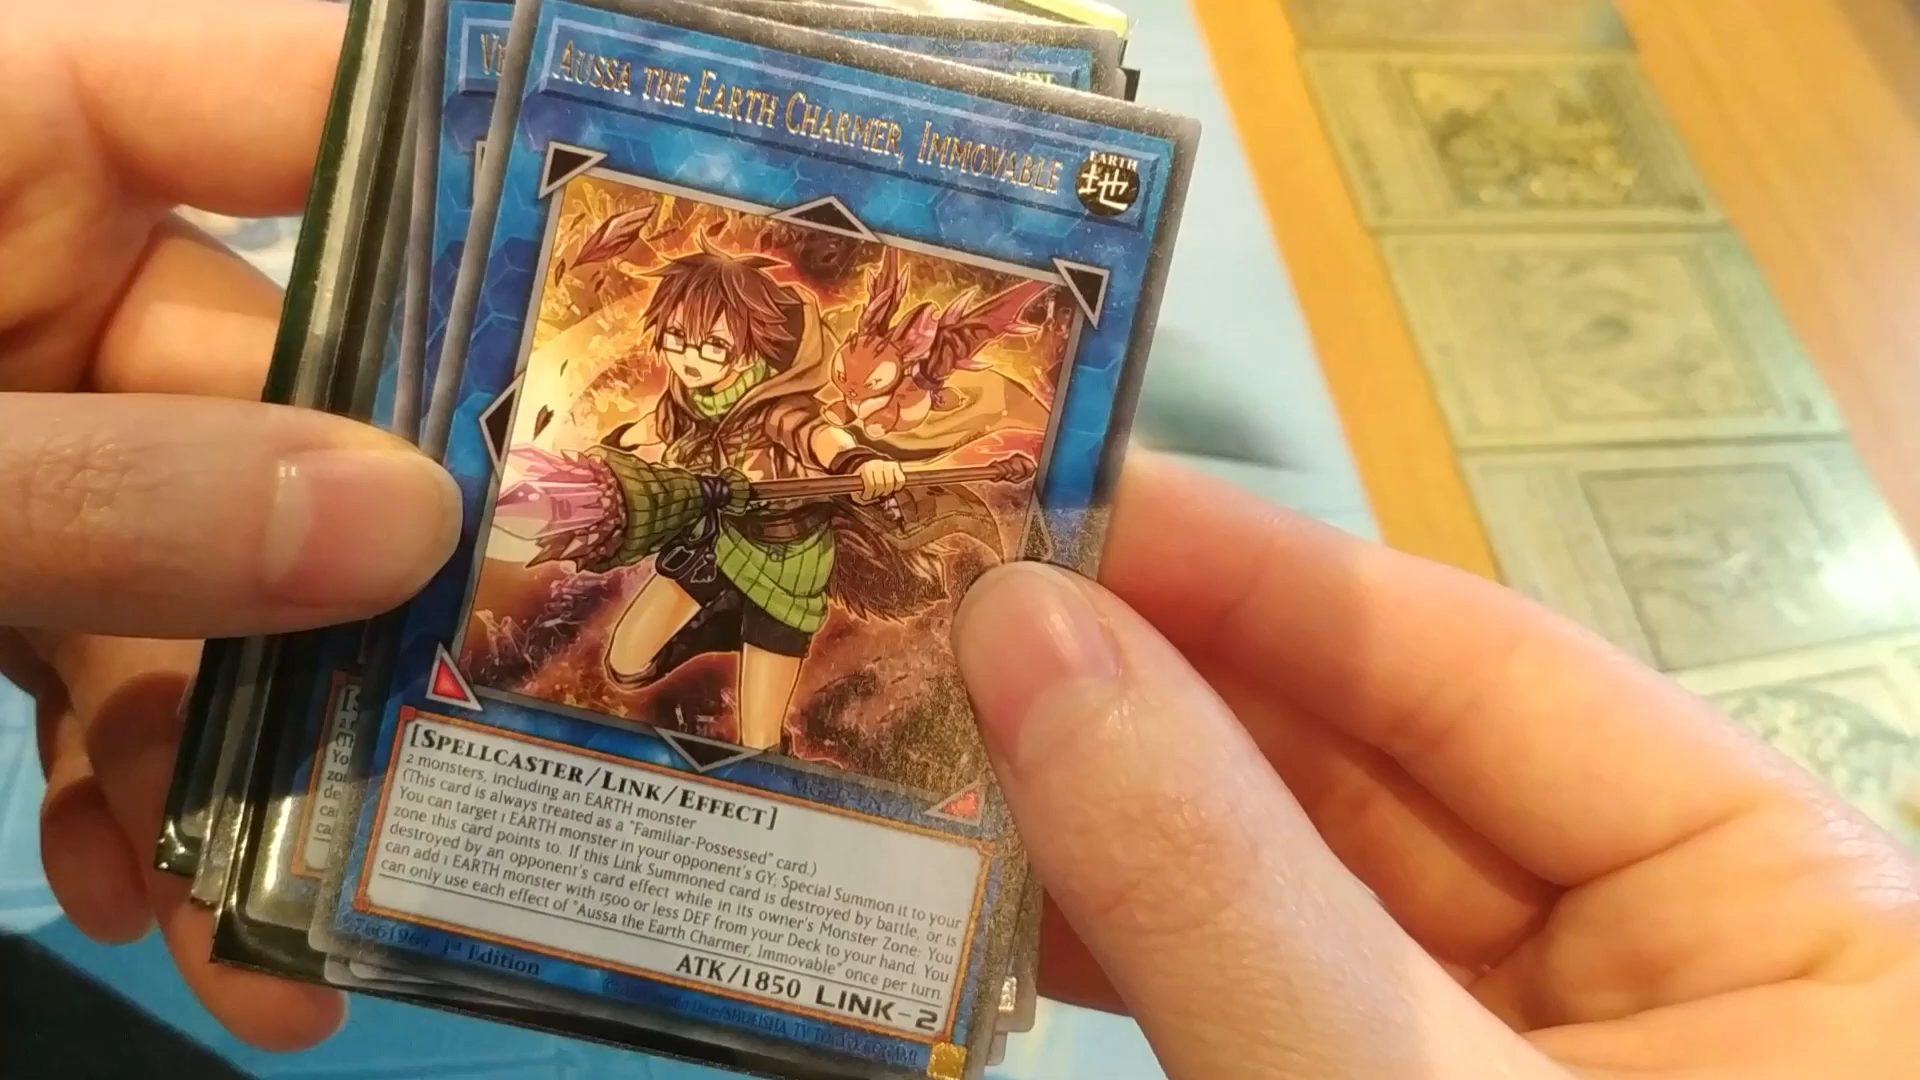 AUSSA THE EARTH CHARMER, IMMOVABLE
EARTH
地
[SPELLCASTER/LINK/EFFECT]
2 monsters, including an EARTH monster
(This card is always treated as a "Familiar-Possessed" card.)
You can target 1 EARTH monster in your opponent's GY; Special Summon it to your
zone this card points to. If this Link Summoned card is destroyed by battle, or is
destroyed by an opponent's card effect while in its owner's Monster Zone: You
can add 1 EARTH monster with 1500 or less DEF from your Deck to your hand. You
can only use each effect of "Aussa the Earth Charmer, Immovable" once per turn.
ATK/1850 LINK-2
1st Edition